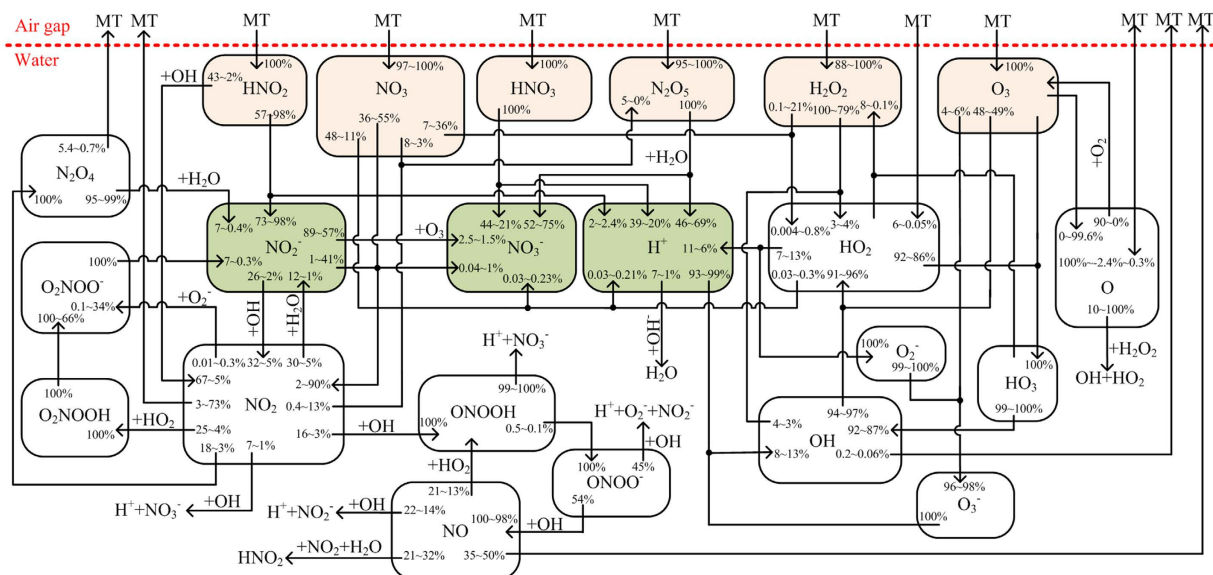 Air gap
MT MT MT MT MT MT MT MT MT MT MT MT
Water
100%
HNO₂
43~2%
57~98%
+OH
97~100%
NO₃
36~55%
48~11%
7~36%
8~3%
100%
HNO₃
100%
95~100%
N₂O₅
5~0%
100%
+H₂O
88~100%
H₂O₂
0.1~21%
100~79%
8~0.1%
100%
O₃
4~6%
48~49%
+O₂
5.4~0.7%
N₂O₄
100%
95~99%
+H₂O
73~98%
7~0.4%
NO₂⁻
89~57%
7~0.3%
1~41%
26~2%
12~1%
+O₃
44~21%
52~75%
2.5~1.5%
NO₃⁻
0.04~1%
0.03~0.23%
2~2.4%
39~20%
46~69%
H⁺
11~6%
0.03~0.21%
7~1%
93~99%
0.004~0.8%
3~4%
6~0.05%
HO₂
7~13%
92~86%
0.03~0.3%
91~96%
0~99.6%
90~0%
100%~2.4%~0.3%
O
10~100%
+H₂O₂
OH+HO₂
100%
O₂NOO⁻
0.1~34%
100~66%
+O₂⁻
+OH
+H₂O
+OH⁻
H₂O
100%
O₂NOOH
100%
+HO₂
0.01~0.3%
32~5%
30~5%
67~5%
2~90%
NO₂
3~73%
0.4~13%
25~4%
16~3%
18~3%
7~1%
+OH
H⁺+NO₃⁻
+OH
H⁺+NO₃⁻
99~100%
ONOOH
100%
0.5~0.1%
+HO₂
H⁺+O₂⁻+NO₂⁻
+OH
100%
45%
ONOO⁻
54%
+OH
21~13%
22~14%
100~98%
NO
21~32%
35~50%
+OH
H⁺+NO₂⁻
+NO₂+H₂O
HNO₂
100%
O₂⁻
99~100%
100%
HO₃
99~100%
94~97%
4~3%
92~87%
OH
8~13%
0.2~0.06%
96~98%
O₃⁻
100%